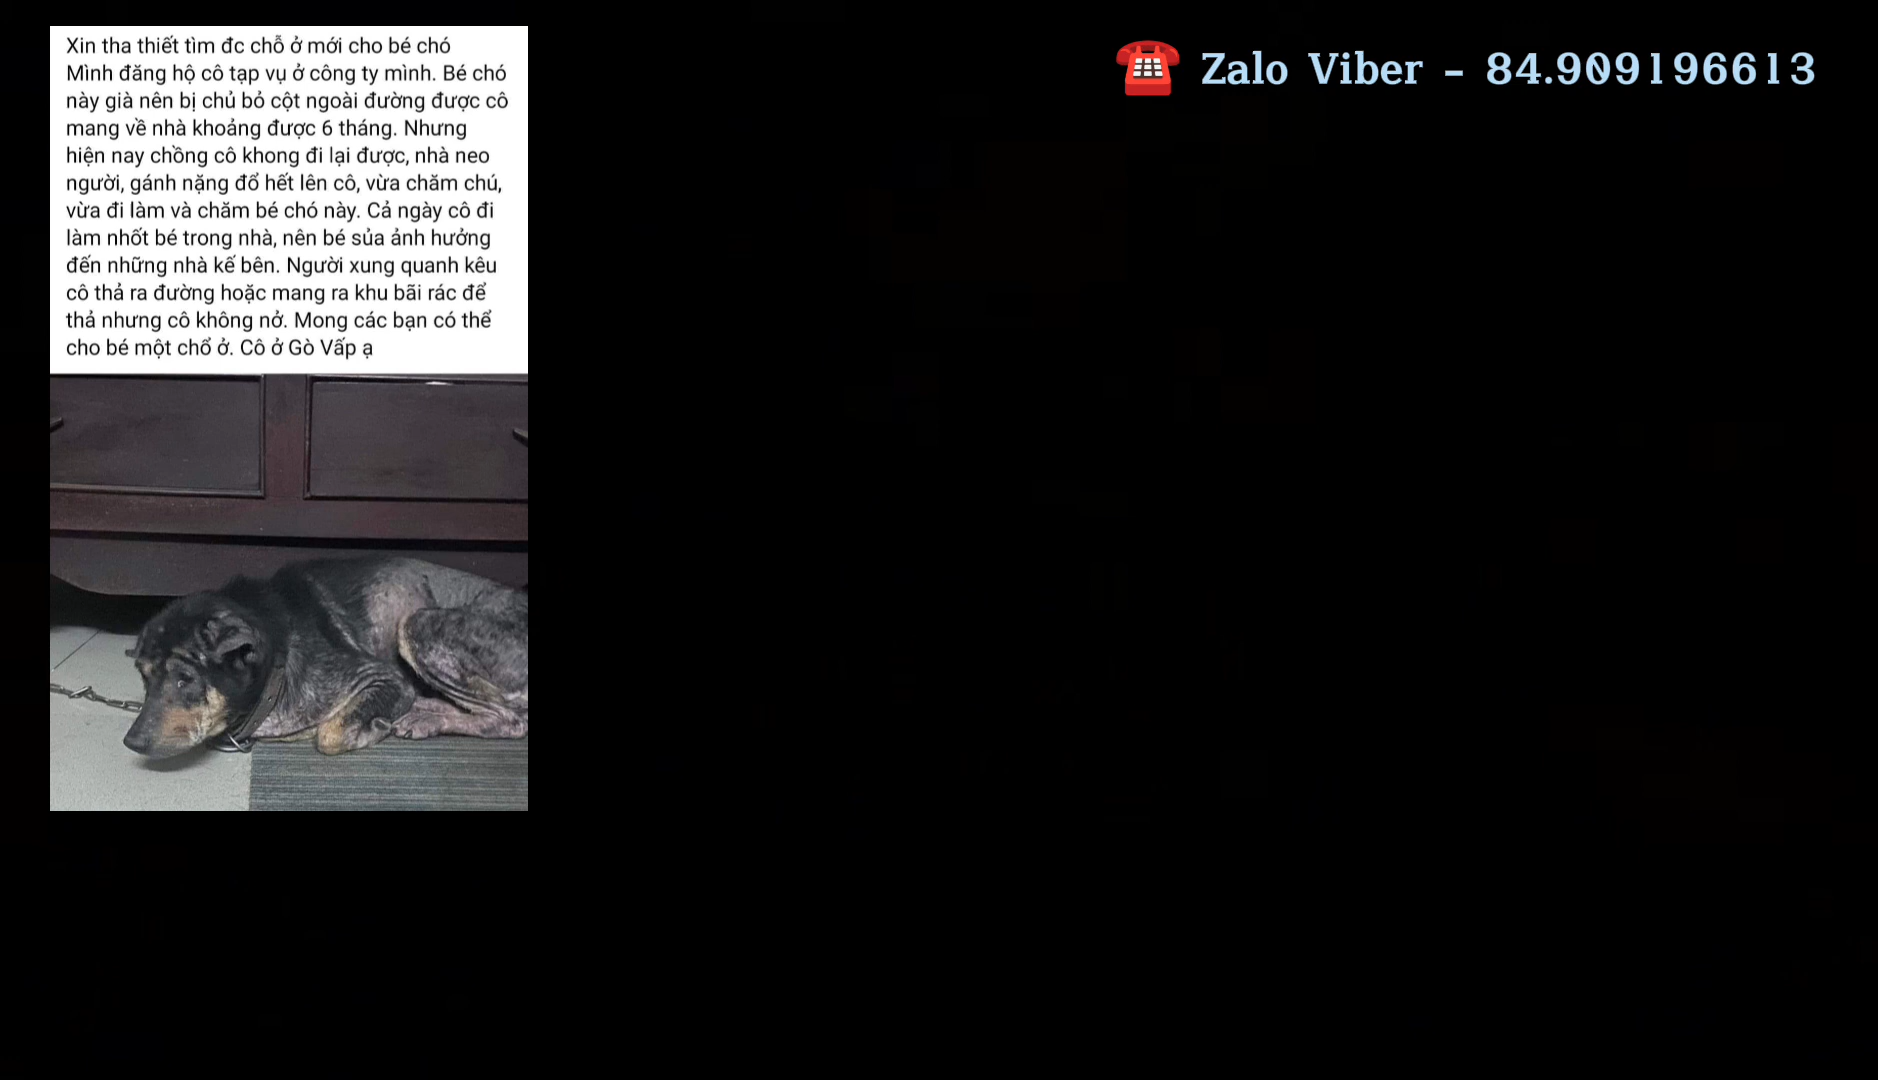 Xin tha thiết tìm đc chỗ ở mới cho bé chó
Mình đăng hộ cô tạp vụ ở công ty mình. Bé chó
này già nên bị chủ bỏ cột ngoài đường được cô
mang về nhà khoảng được 6 tháng. Nhưng
hiện nay chồng cô khong đi lại được, nhà neo
người, gánh nặng đổ hết lên cô, vừa chăm chú,
vừa đi làm và chăm bé chó này. Cả ngày cô đi
làm nhốt bé trong nhà, nên bé sủa ảnh hưởng
đến những nhà kế bên. Người xung quanh kêu
cô thả ra đường hoặc mang ra khu bãi rác để
thả nhưng cô không nở. Mong các bạn có thể
cho bé một chổ ở. Cô ở Gò Vấp ạ
Zalo Viber - 84.909196613